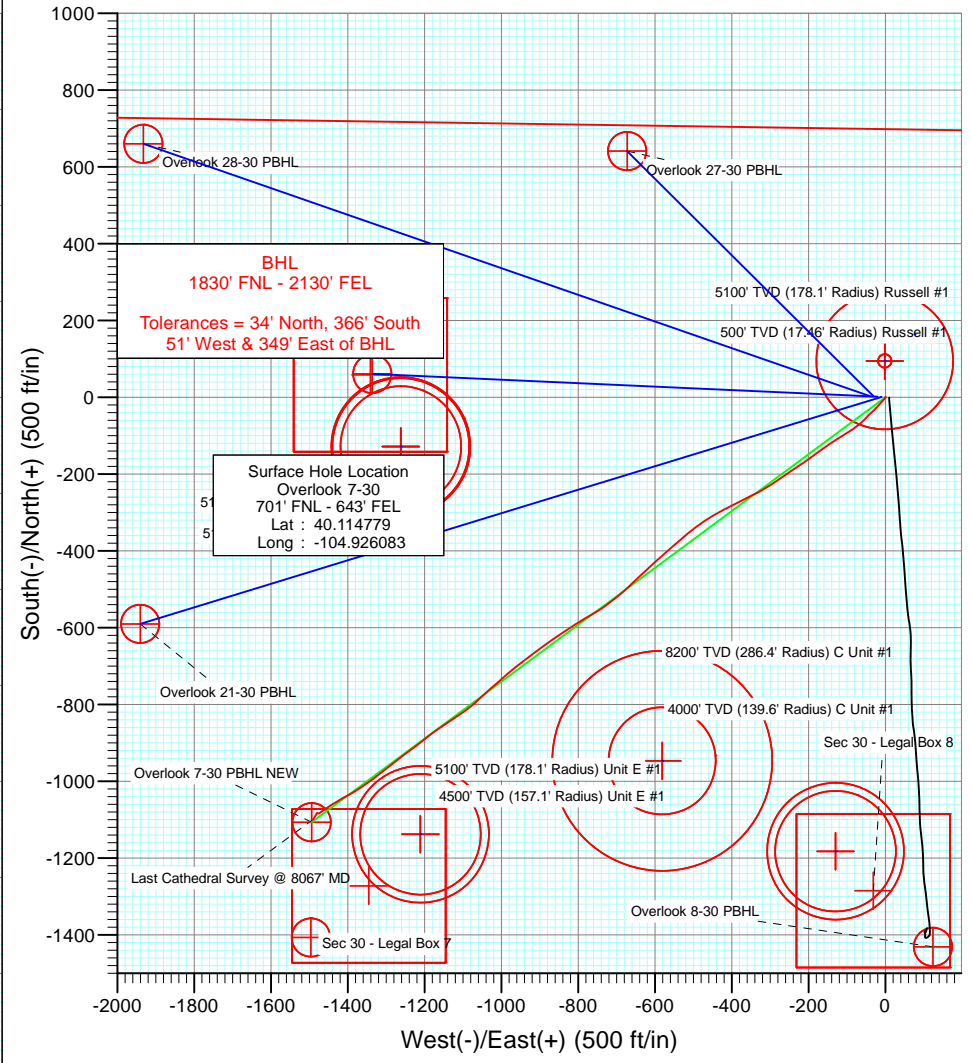 1000
800
600
400
200
0
-200
-400
-600
-800
-1000
-1200
-1400
South(-)/North(+) (500 ft/in)
Overlook 28-30 PBHL
Overlook 27-30 PBHL
BHL
1830' FNL - 2130' FEL
Tolerances = 34' North, 366' South
51' West & 349' East of BHL
5100' TVD (178.1' Radius) Russell #1
500' TVD (17.46' Radius) Russell #1
Surface Hole Location
Overlook 7-30
701' FNL - 643' FEL
Lat : 40.114779
Long : -104.926083
51
5
Overlook 21-30 PBHL
8200' TVD (286.4' Radius) C Unit #1
4000' TVD (139.6' Radius) C Unit #1
Sec 30 - Legal Box 8
Overlook 7-30 PBHL NEW
5100' TVD (178.1' Radius) Unit E #1
4500' TVD (157.1' Radius) Unit E #1
Last Cathedral Survey @ 8067' MD
Overlook 8-30 PBHL
Sec 30 - Legal Box 7
-2000 -1800 -1600 -1400 -1200 -1000 -800 -600 -400 -200 0
West(-)/East(+) (500 ft/in)